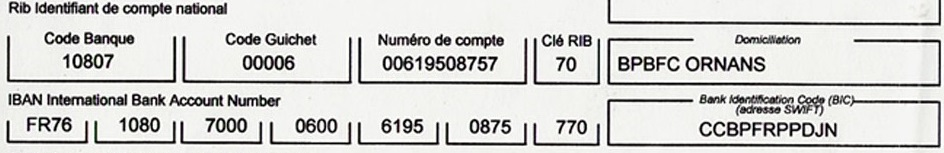 Rib Identifiant de compte national
Code Banque Code Guichet Numéro de compte Clé RIB Domiciliation
10807 00006 00619508757 70 BPBFC ORNANS
IBAN International Bank Account Number Bank Identification Code (BIC)
(adresse SWIFT)
FR76 1080 7000 0600 6195 0875 770 CCBPFRPPDJN